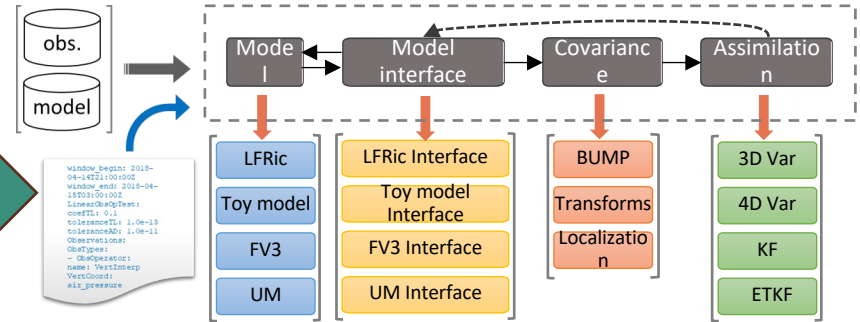 obs.
model
window_begin: 2018-
04-14T21:00:00Z
window_end: 2018-04-
15T03:00:00Z
LinearObsOpTest:
coefTL: 0.1
toleranceTL: 1.0e-13
toleranceAD: 1.0e-11
Observations:
ObsTypes:
- ObsOperator:
name: VertInterp
VertCoord:
air_pressure
Mode
l
Model
interface
Covarianc
e
Assimilatio
n
LFRic
Toy model
FV3
UM
LFRic Interface
Toy model
Interface
FV3 Interface
UM Interface
BUMP
Transforms
Localizatio
n
3D Var
4D Var
KF
ETKF